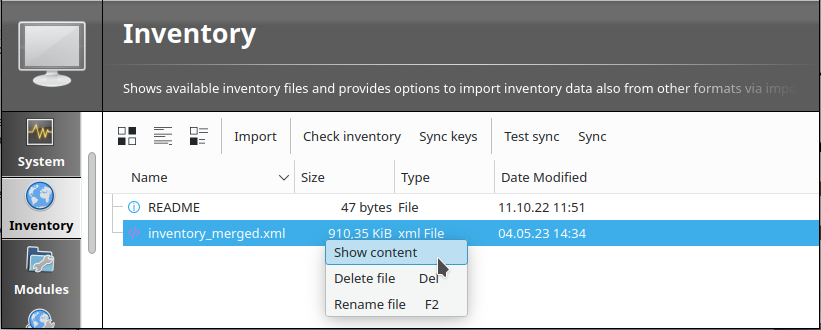 Inventory
Shows available inventory files and provides options to import inventory data also from other formats via impo
System
Inventory
Modules
Import Check inventory Sync keys Test sync Sync
Name Size Type Date Modified
README 47 bytes File 11.10.22 11:51
inventory_merged.xml 910,35 KiB xml File 04.05.23 14:34
Show content
Delete file Del
Rename file F2